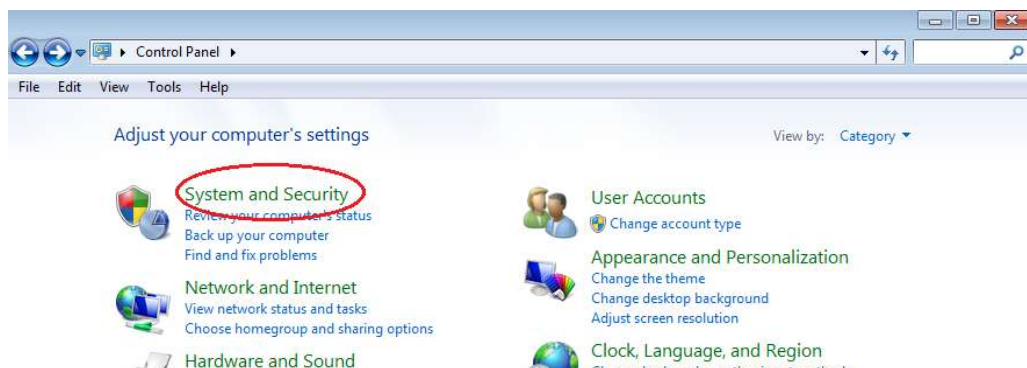 Control Panel
File Edit View Tools Help
Adjust your computer's settings
View by: Category
System and Security
Review your computer's status
Back up your computer
Find and fix problems
Network and Internet
View network status and tasks
Choose homegroup and sharing options
Hardware and Sound
User Accounts
Change account type
Appearance and Personalization
Change the theme
Change desktop background
Adjust screen resolution
Clock, Language, and Region